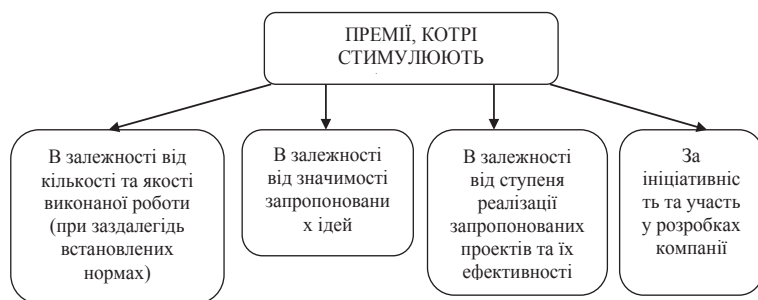 ПРЕМІЇ, КОТРІ
СТИМУЛЮЮТЬ
В залежності від
кількості та якості
виконаної роботи
(при заздалегідь
встановлених
нормах)
В залежності
від значимості
запропоновани
х ідей
В залежності
від ступеня
реалізації
запропонованих
проектів та їх
ефективності
За
ініціативніс
ть та участь
у розробках
компанії